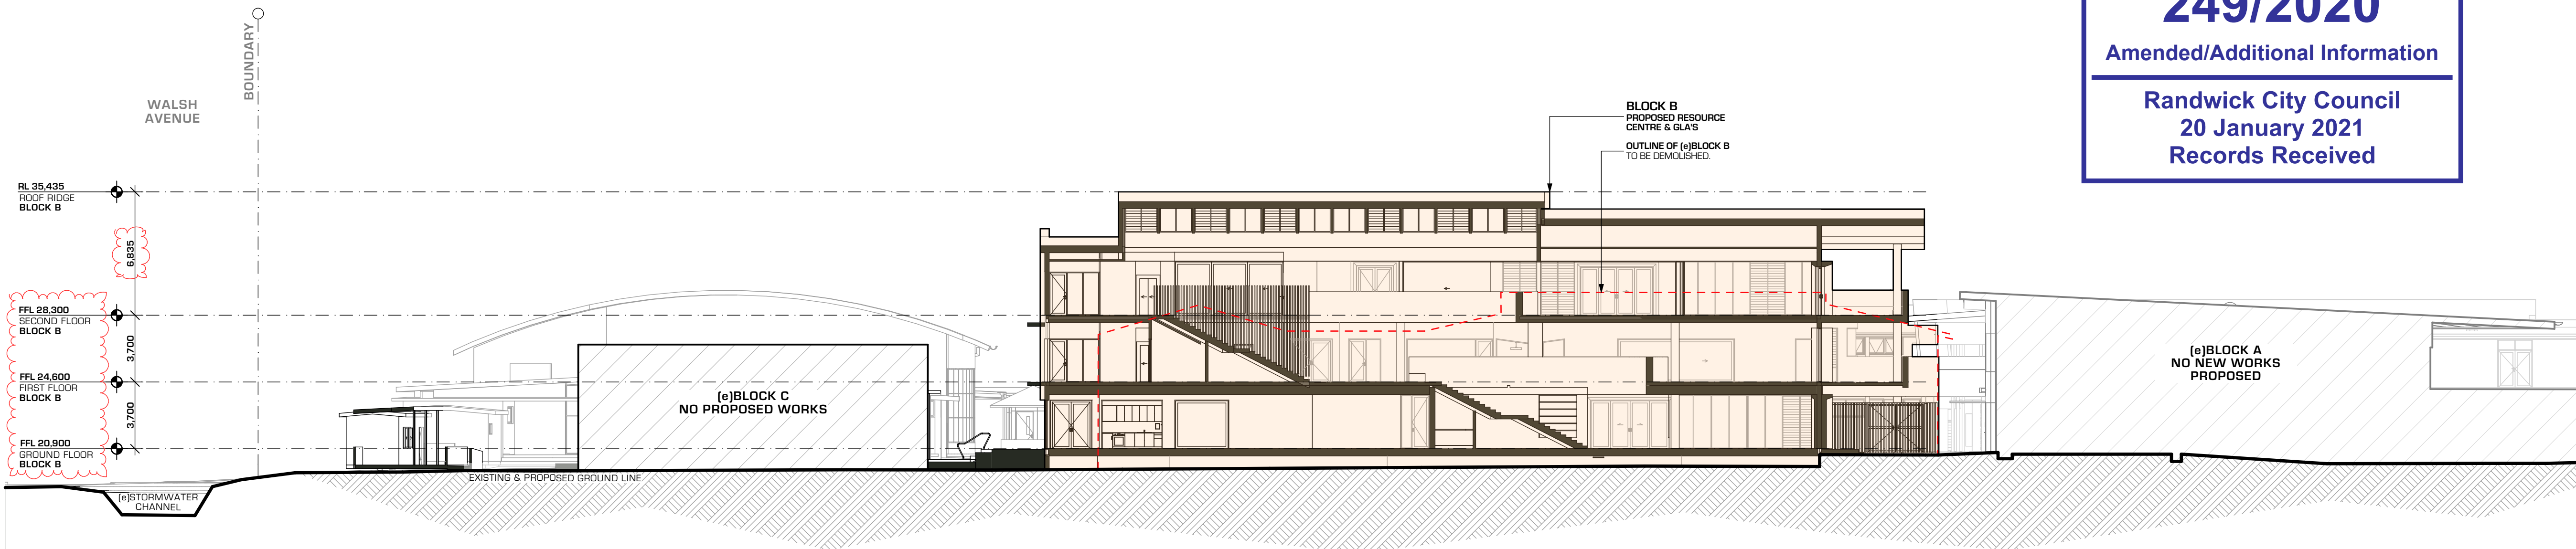 BOUNDARY
WALSH
AVENUE
RL 35,435
ROOF RIDGE
BLOCK B
6,835
FFL 28,300
SECOND FLOOR
BLOCK B
3,700
FFL 24,600
FIRST FLOOR
BLOCK B
3,700
FFL 20,900
GROUND FLOOR
BLOCK B
(e)STORMWATER
CHANNEL
EXISTING & PROPOSED GROUND LINE
(e)BLOCK C
NO PROPOSED WORKS
BLOCK B
PROPOSED RESOURCE
CENTRE & GLA'S
OUTLINE OF (e)BLOCK B
TO BE DEMOLISHED.
(e)BLOCK A
NO NEW WORKS
PROPOSED
249/2020
Amended/Additional Information
Randwick City Council
20 January 2021
Records Received